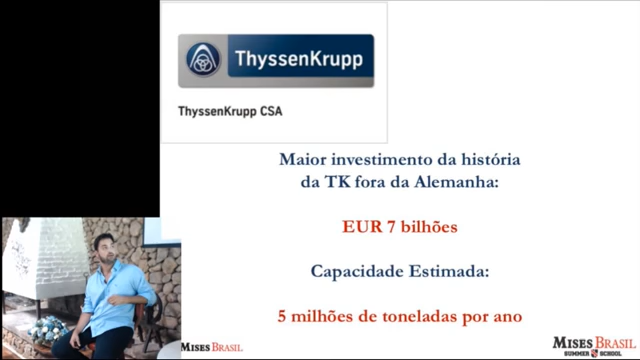 ThyssenKrupp
ThyssenKrupp CSA
Maior investimento da história
da TK fora da Alemanha:
EUR 7 bilhões
Capacidade Estimada:
5 milhões de toneladas por ano
MISES BRASIL
MISES BRASIL
SUMMER SCHOOL